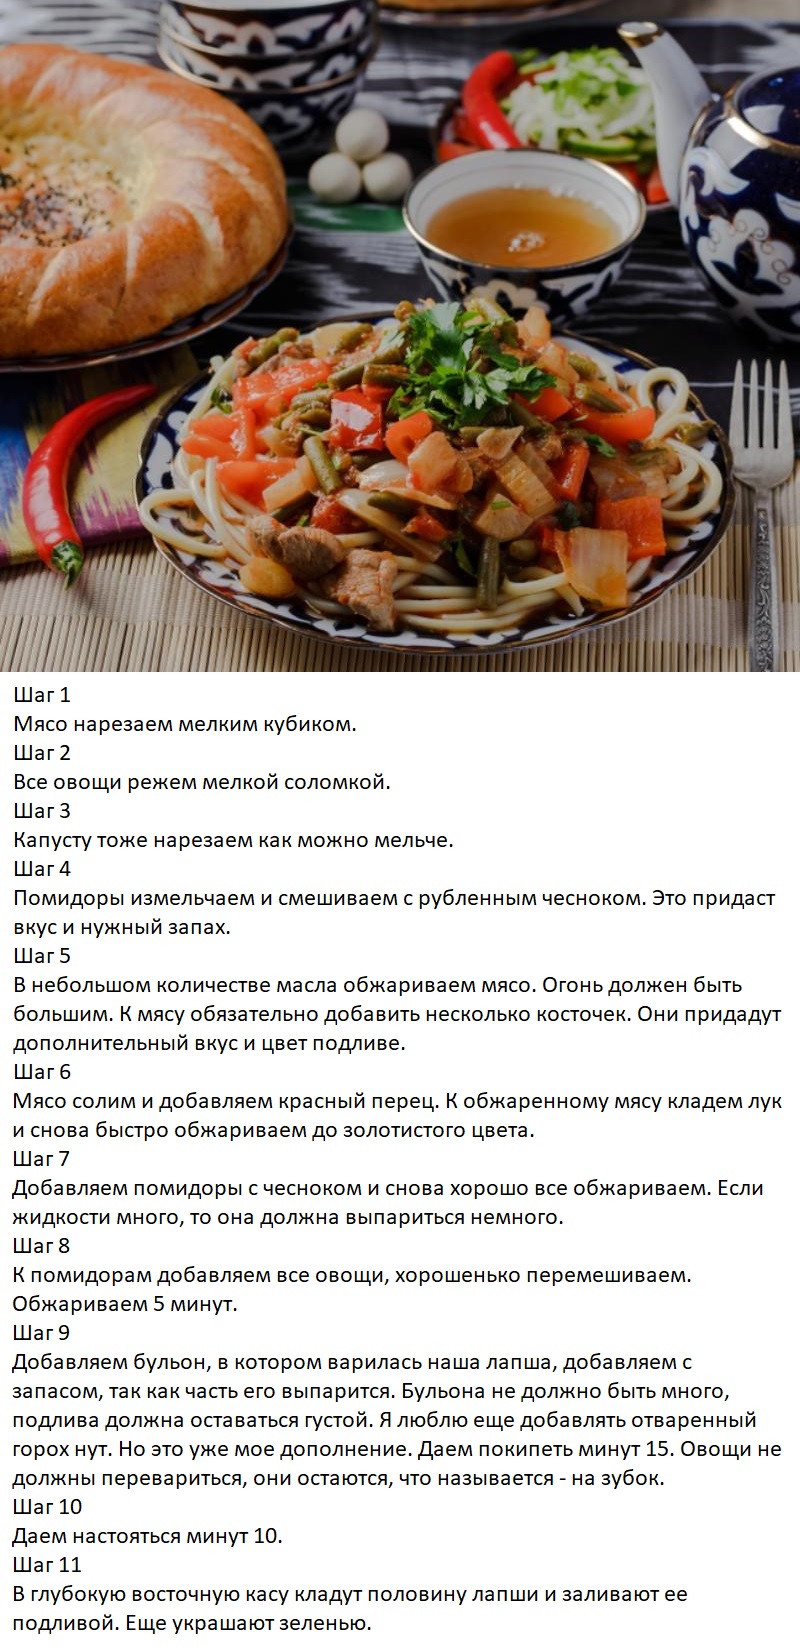 Шаг 1
Мясо нарезаем мелким кубиком.
Шаг 2
Все овощи режем мелкой соломкой.
Шаг 3
Капусту тоже нарезаем как можно мельче.
Шаг 4
Помидоры измельчаем и смешиваем с рубленным чесноком. Это придаст
вкус и нужный запах.
Шаг 5
В небольшом количестве масла обжариваем мясо. Огонь должен быть
большим. К мясу обязательно добавить несколько косточек. Они придадут
дополнительный вкус и цвет подливе.
Шаг 6
Мясо солим и добавляем красный перец. К обжаренному мясу кладем лук
и снова быстро обжариваем до золотистого цвета.
Шаг 7
Добавляем помидоры с чесноком и снова хорошо все обжариваем. Если
жидкости много, то она должна выпариться немного.
Шаг 8
К помидорам добавляем все овощи, хорошенько перемешиваем.
Обжариваем 5 минут.
Шаг 9
Добавляем бульон, в котором варилась наша лапша, добавляем с
запасом, так как часть его выпарится. Бульона не должно быть много,
подлива должна оставаться густой. Я люблю еще добавлять отваренный
горох нут. Но это уже мое дополнение. Даем покипеть минут 15. Овощи не
должны перевариться, они остаются, что называется - на зубок.
Шаг 10
Даем настояться минут 10.
Шаг 11
В глубокую восточную касу кладут половину лапши и заливают ее
подливой. Еще украшают зеленью.